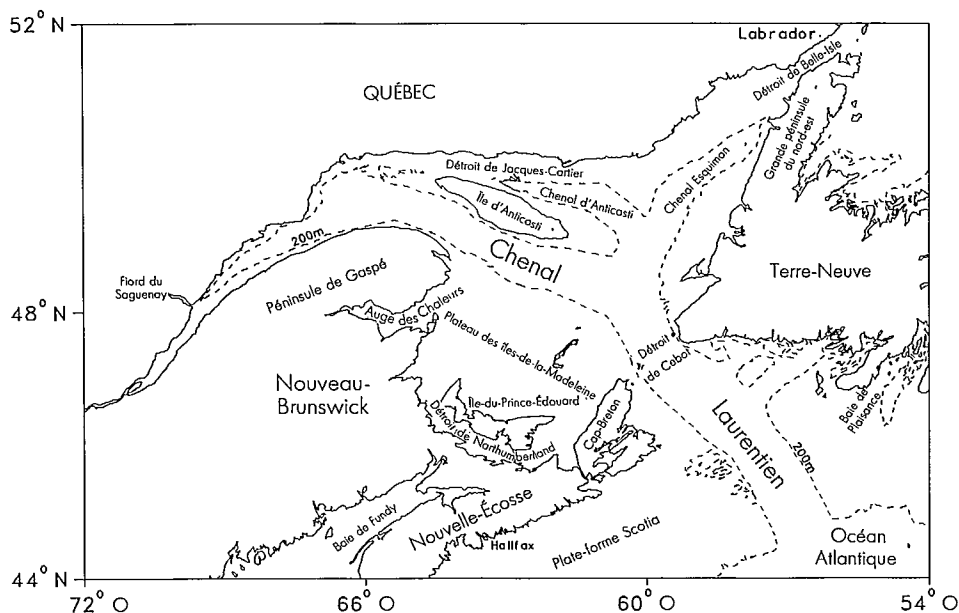 52° N
Labrador
Détroit de Belle-Isle
QUÉBEC
Grande péninsule
du nord-est
Détroit de Jacques-Cartier
Chenal Esquiman
Chenal d'Anticosti
Île d'Anticosti
200m
Chenal
Terre-Neuve
Fiord du
Saguenay
Péninsule de Gaspé
48° N
Auge des Chaleurs
Plateau des Îles-de-la-Madeleine
Détroit
de Cabot
Nouveau-
Brunswick
Île-du-Prince-Édouard
Cap-Breton
Baie de
Plaisance
Détroit de Northumberland
Laurentien
200m
Nouvelle-Écosse
Baie de Fundy
Halifax
Plate-forme Scotia
Océan
Atlantique
44° N
72° O
66° O
60° O
54° O